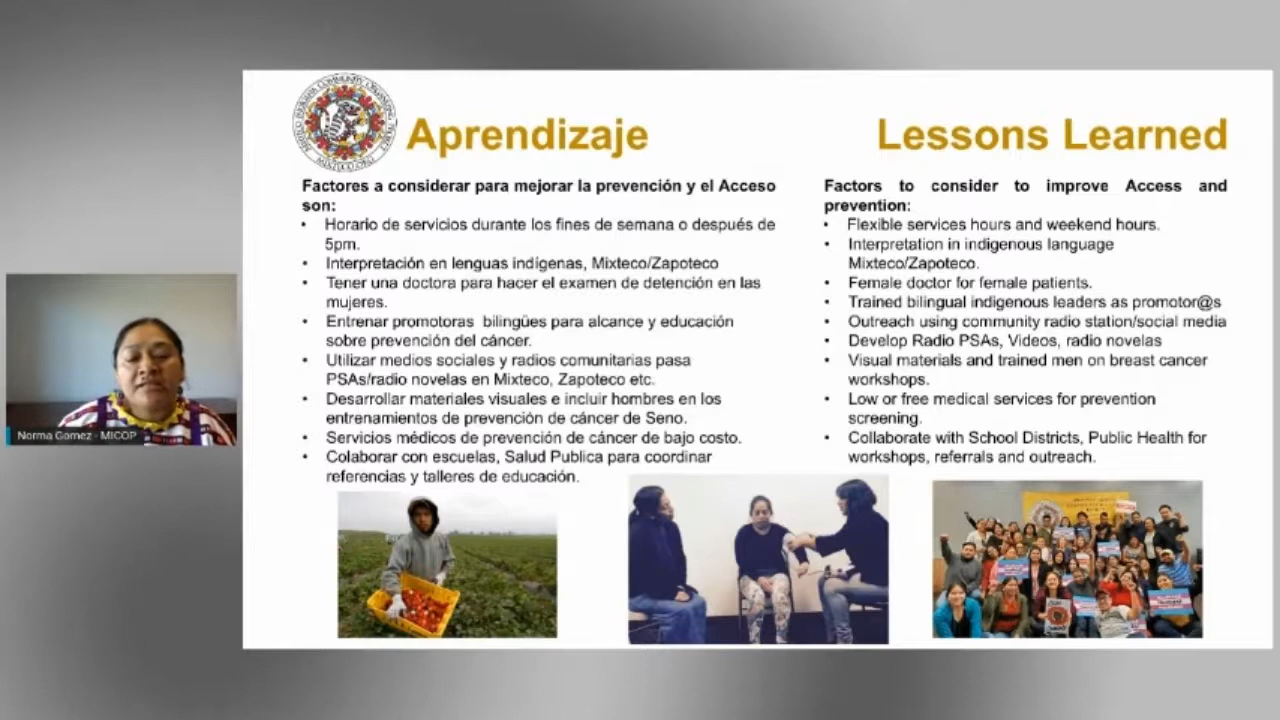 Aprendizaje
Factores a considerar para mejorar la prevención y el Acceso
son:
• Horario de servicios durante los fines de semana o después de
5pm.
• Interpretación en lenguas indígenas, Mixteco/Zapoteco
• Tener una doctora para hacer el examen de detención en las
mujeres.
• Entrenar promotoras bilingües para alcance y educación
sobre prevención del cáncer.
• Utilizar medios sociales y radios comunitarias pasa
PSAs/radio novelas en Mixteco, Zapoteco etc.
• Desarrollar materiales visuales e incluir hombres en los
entrenamientos de prevención de cáncer de Seno.
• Servicios médicos de prevención de cáncer de bajo costo.
• Colaborar con escuelas, Salud Publica para coordinar
referencias y talleres de educación.
Lessons Learned
Factors to consider to improve Access and
prevention:
• Flexible services hours and weekend hours.
• Interpretation in indigenous language
Mixteco/Zapoteco.
• Female doctor for female patients.
• Trained bilingual indigenous leaders as promotor@s
• Outreach using community radio station/social media
• Develop Radio PSAs, Videos, radio novelas
• Visual materials and trained men on breast cancer
workshops.
• Low or free medical services for prevention
screening.
• Collaborate with School Districts, Public Health for
workshops, referrals and outreach.
Norma Gomez - MICOP